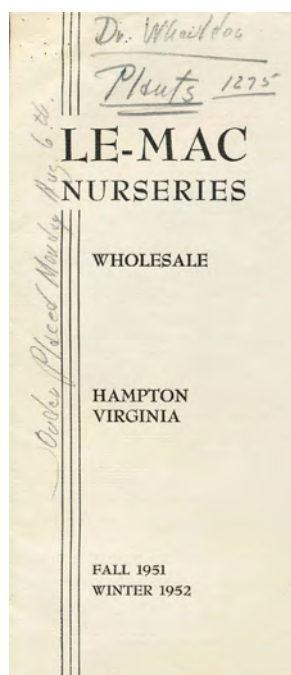 Dr. Wheildon
Plants 1275
LE-MAC
NURSERIES
WHOLESALE
HAMPTON
VIRGINIA
FALL 1951
WINTER 1952
Order Placed Monday Aug 6 th.